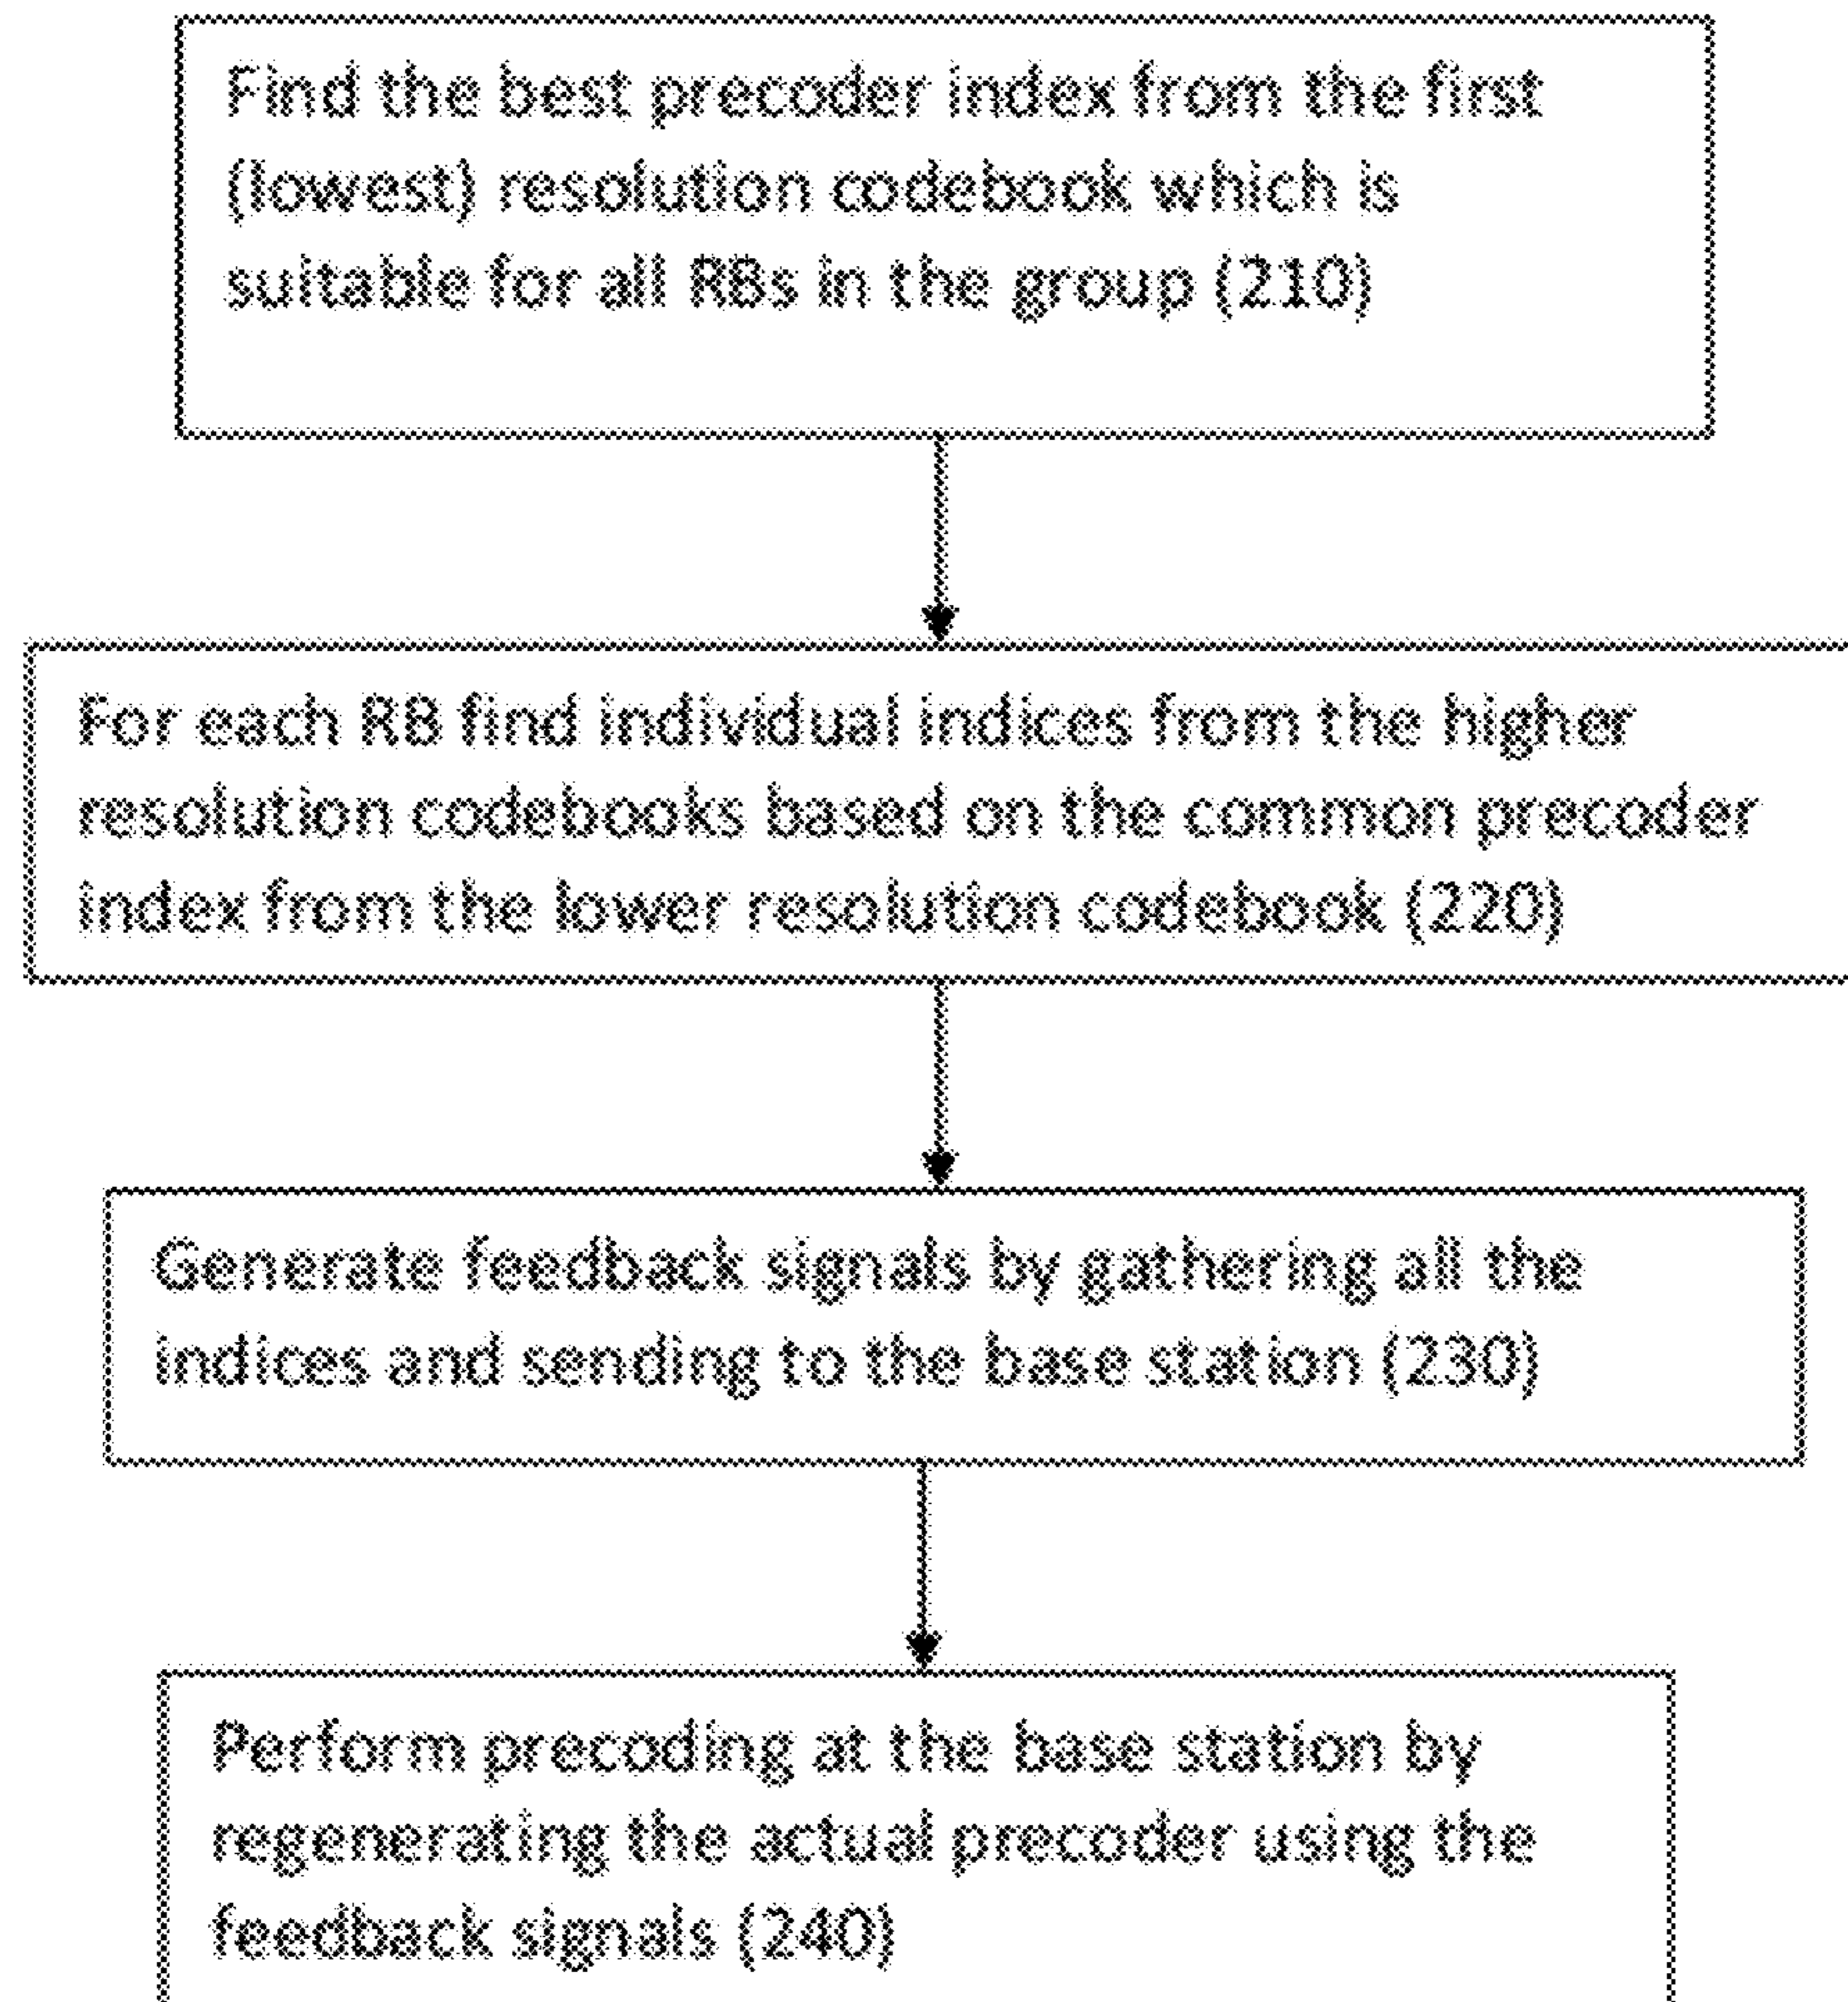 Find the best precoder index from the first
(lowest) resolution codebook which is
suitable for all RBs in the group (210)
For each RB find individual indices from the higher
resolution codebooks based on the common precoder
index from the lower resolution codebook (220)
Generate feedback signals by gathering all the
indices and sending to the base station (230)
Perform precoding at the base station by
regenerating the actual precoder using the
feedback signals (240)